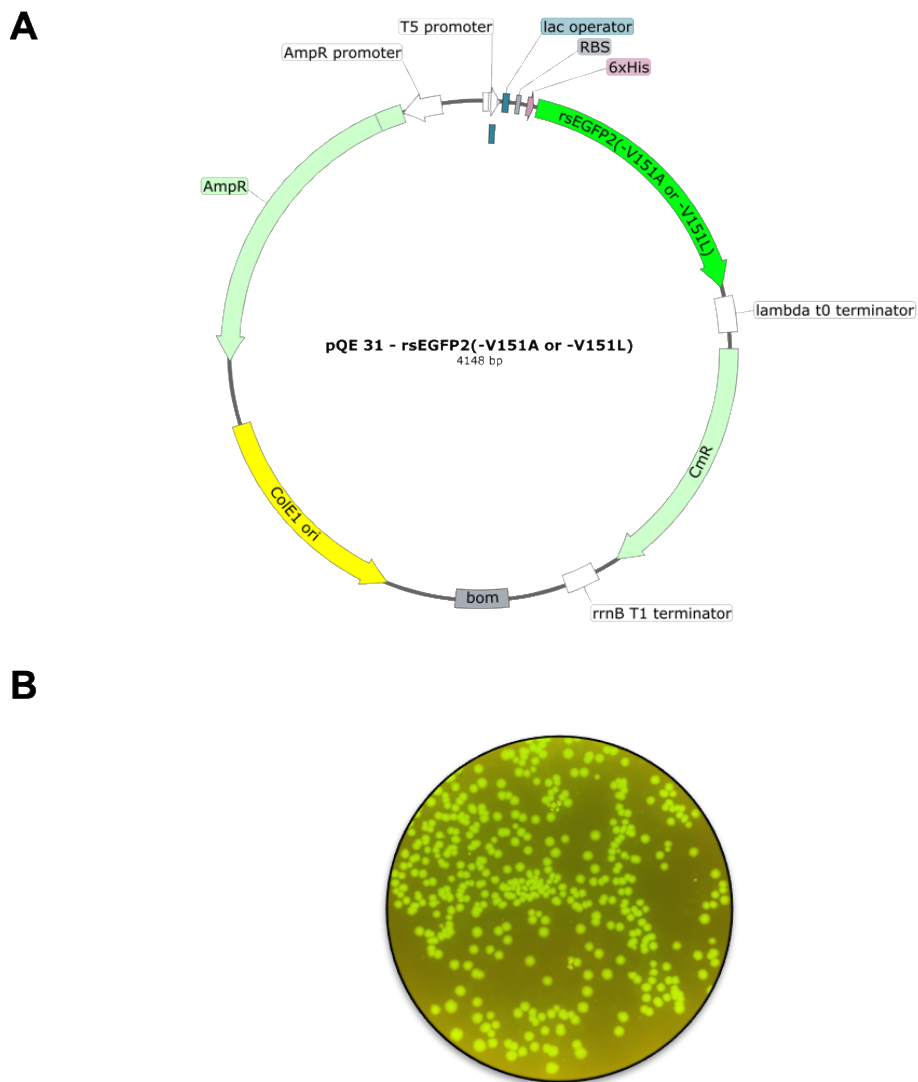 A
T5 promoter
lac operator
AmpR promoter
RBS
6xHis
rsEGFP2(-V151A or -V151L)
AmpR
lambda t0 terminator
pQE 31 - rsEGFP2(-V151A or -V151L)
4148 bp
CmR
ColE1 ori
bom
rrnB T1 terminator
B